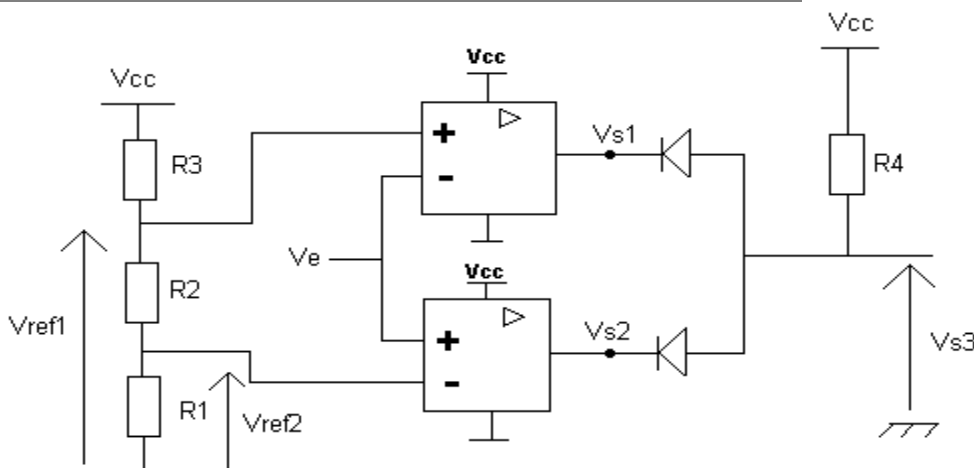 Vcc
R3
R2
R1
Vref1
Vref2
Ve
Vcc
+
-
Vs1
Vcc
+
-
Vs2
Vcc
R4
Vs3